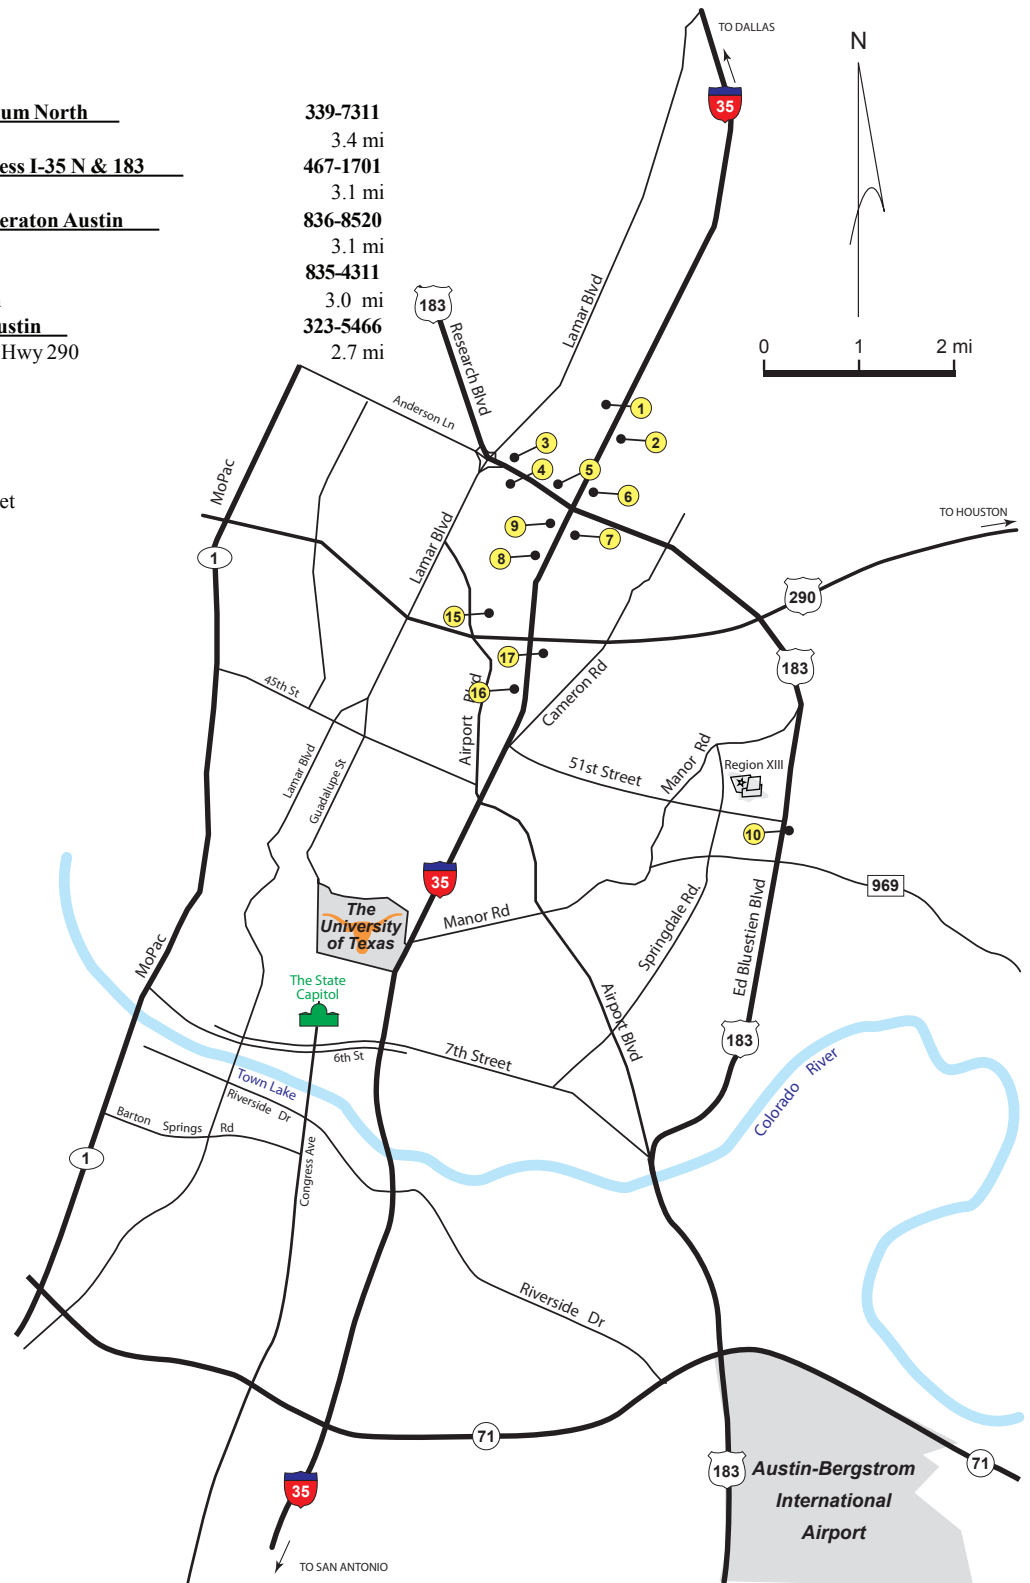 TO DALLAS
N
35
um North 339-7311
3.4 mi
ess I-35 N & 183 467-1701
3.1 mi
eraton Austin 836-8520
3.1 mi
835-4311
3.0 mi
ustin 323-5466
Hwy 290 2.7 mi
183
Research Blvd
Lamar Blvd
0 1 2 mi
Anderson Ln
1
2
3
4
5
6
7
8
9
et
MoPac
1
Lamar Blvd
TO HOUSTON
290
15
17
16
183
45th St
Airport Blvd
Cameron Rd
Lamar Blvd
Guadalupe St
51st Street
Manor Rd
Region XIII
10
35
969
The
University
of Texas
Manor Rd
Springdale Rd.
Ed Bluestien Blvd
MoPac
The State
Capitol
Airport Blvd
183
6th St
7th Street
Colorado River
Town Lake
Riverside Dr
Barton Springs Rd
Congress Ave
1
Riverside Dr
71
183
Austin-Bergstrom
International
Airport
71
35
TO SAN ANTONIO